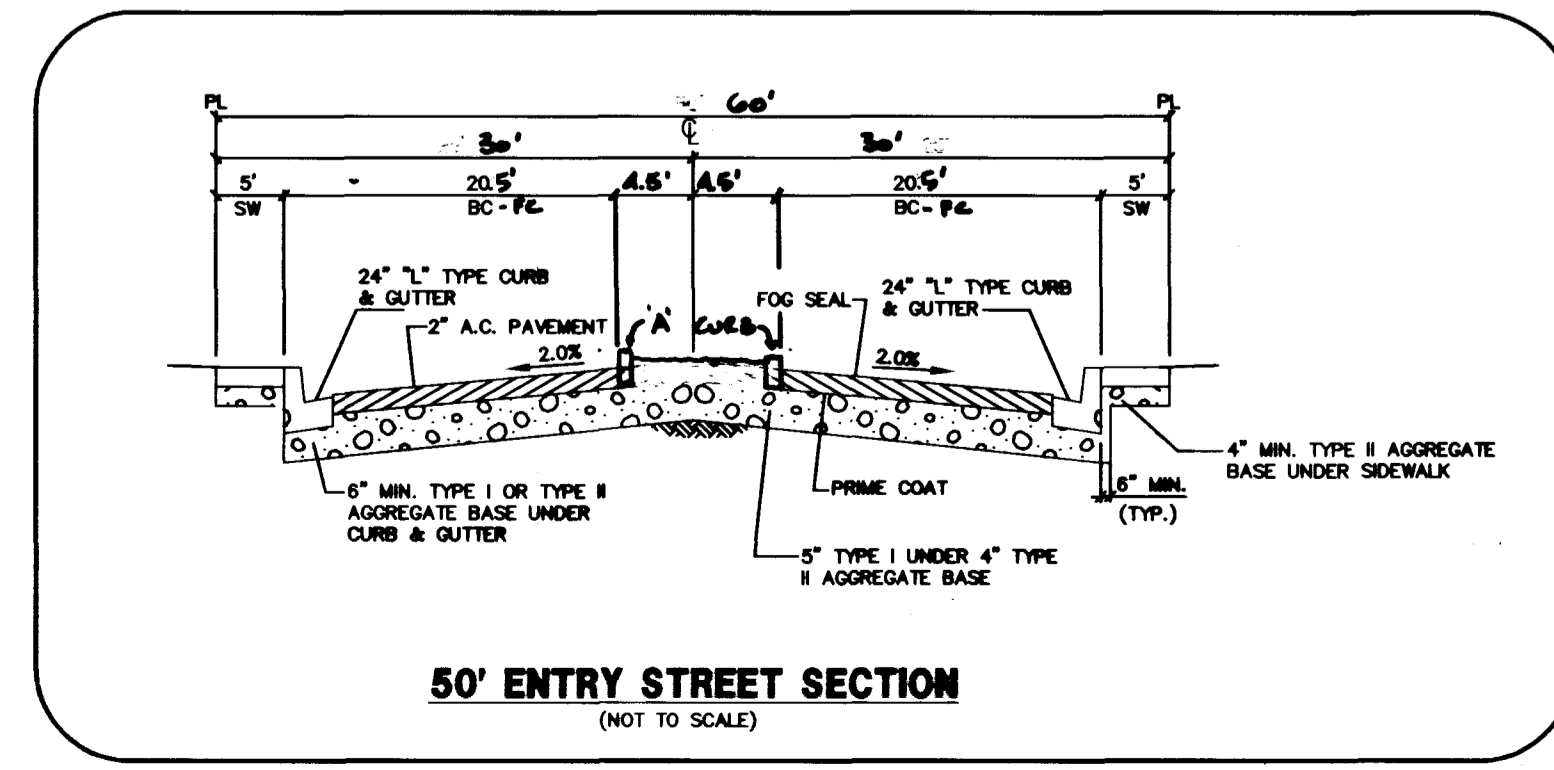 PL 60' PL
℄
30' 30'
5' 20.5' 4.5' 4.5' 20.5' 5'
SW BC - FC BC - FC SW
24" "L" TYPE CURB
& GUTTER
2" A.C. PAVEMENT
'A' CURB
FOG SEAL
24" "L" TYPE CURB
& GUTTER
2.0% 2.0%
4" MIN. TYPE II AGGREGATE
BASE UNDER SIDEWALK
6" MIN. TYPE I OR TYPE II
AGGREGATE BASE UNDER
CURB & GUTTER
PRIME COAT
6" MIN.
(TYP.)
5" TYPE I UNDER 4" TYPE
II AGGREGATE BASE
50' ENTRY STREET SECTION
(NOT TO SCALE)